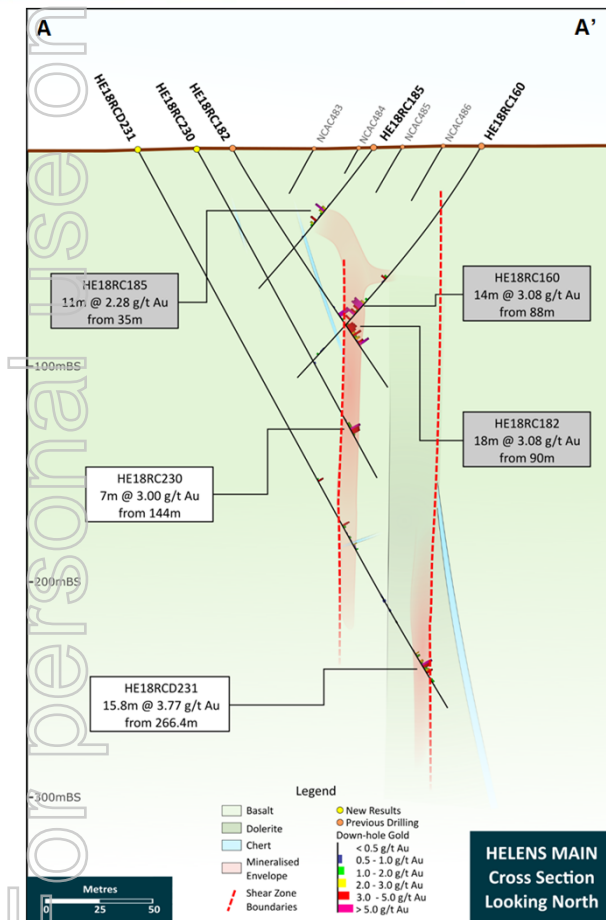 A
A'
HE18RCD231
HE18RC230
HE18RC182
NCAC483
NCAC484
HE18RC185
NCAC485
NCAC486
HE18RC160
HE18RC185
11m @ 2.28 g/t Au
from 35m
HE18RC160
14m @ 3.08 g/t Au
from 88m
-100mBS
HE18RC182
18m @ 3.08 g/t Au
from 90m
HE18RC230
7m @ 3.00 g/t Au
from 144m
-200mBS
HE18RCD231
15.8m @ 3.77 g/t Au
from 266.4m
-300mBS
Legend
Basalt
Dolerite
Chert
Mineralised
Envelope
Shear Zone
Boundaries
New Results
Previous Drilling
Down-hole Gold
< 0.5 g/t Au
0.5 - 1.0 g/t Au
1.0 - 2.0 g/t Au
2.0 - 3.0 g/t Au
3.0 - 5.0 g/t Au
> 5.0 g/t Au
Metres
0 25 50
HELENS MAIN
Cross Section
Looking North
For personal use on